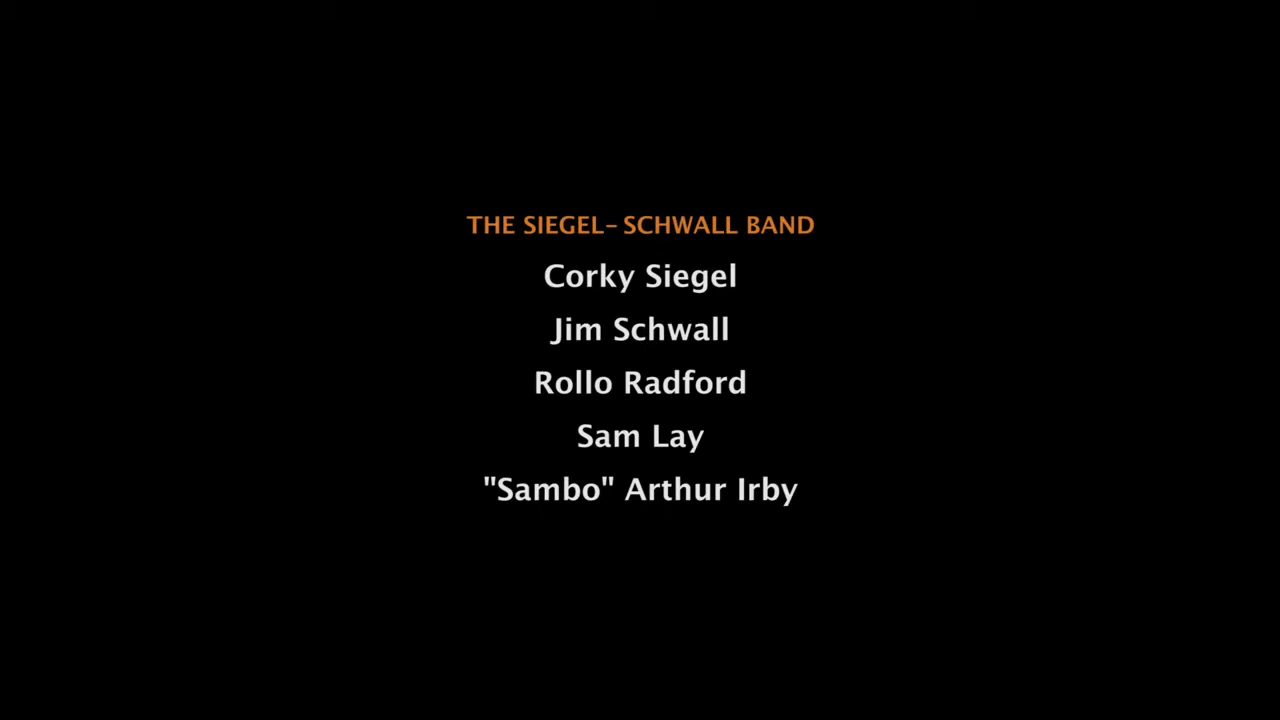 THE SIEGEL– SCHWALL BAND
Corky Siegel
Jim Schwall
Rollo Radford
Sam Lay
"Sambo" Arthur Irby